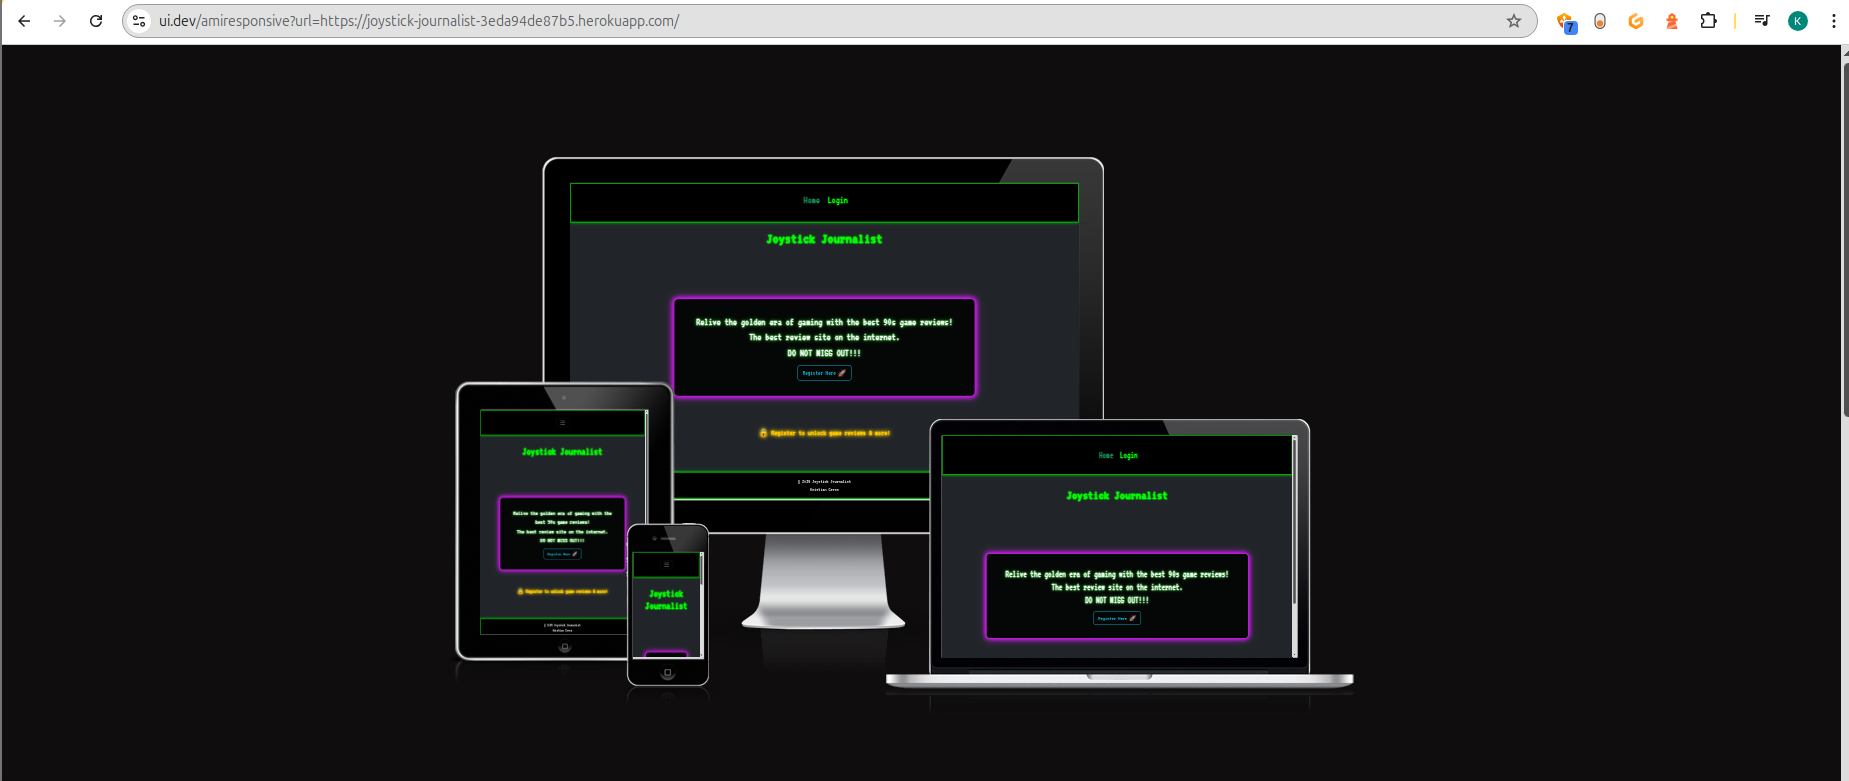 ui.dev/amiresponsive?url=https://joystick-journalist-3eda94de87b5.herokuapp.com/
7
K
Home Login
Joystick Journalist
Relive the golden era of gaming with the best 90s game reviews!
The best review site on the internet.
DO NOT MISS OUT!!!
Register Here
Register to unlock game reviews & more!
2025 Joystick Journalist
Joystick Journalist
Relive the golden era of gaming with the
best 90s game reviews!
The best review site on the internet.
DO NOT MISS OUT!!!
Register Here
Register to unlock game reviews & more!
2025 Joystick Journalist
Joystick
Journalist
Home Login
Joystick Journalist
Relive the golden era of gaming with the best 90s game reviews!
The best review site on the internet.
DO NOT MISS OUT!!!
Register Here